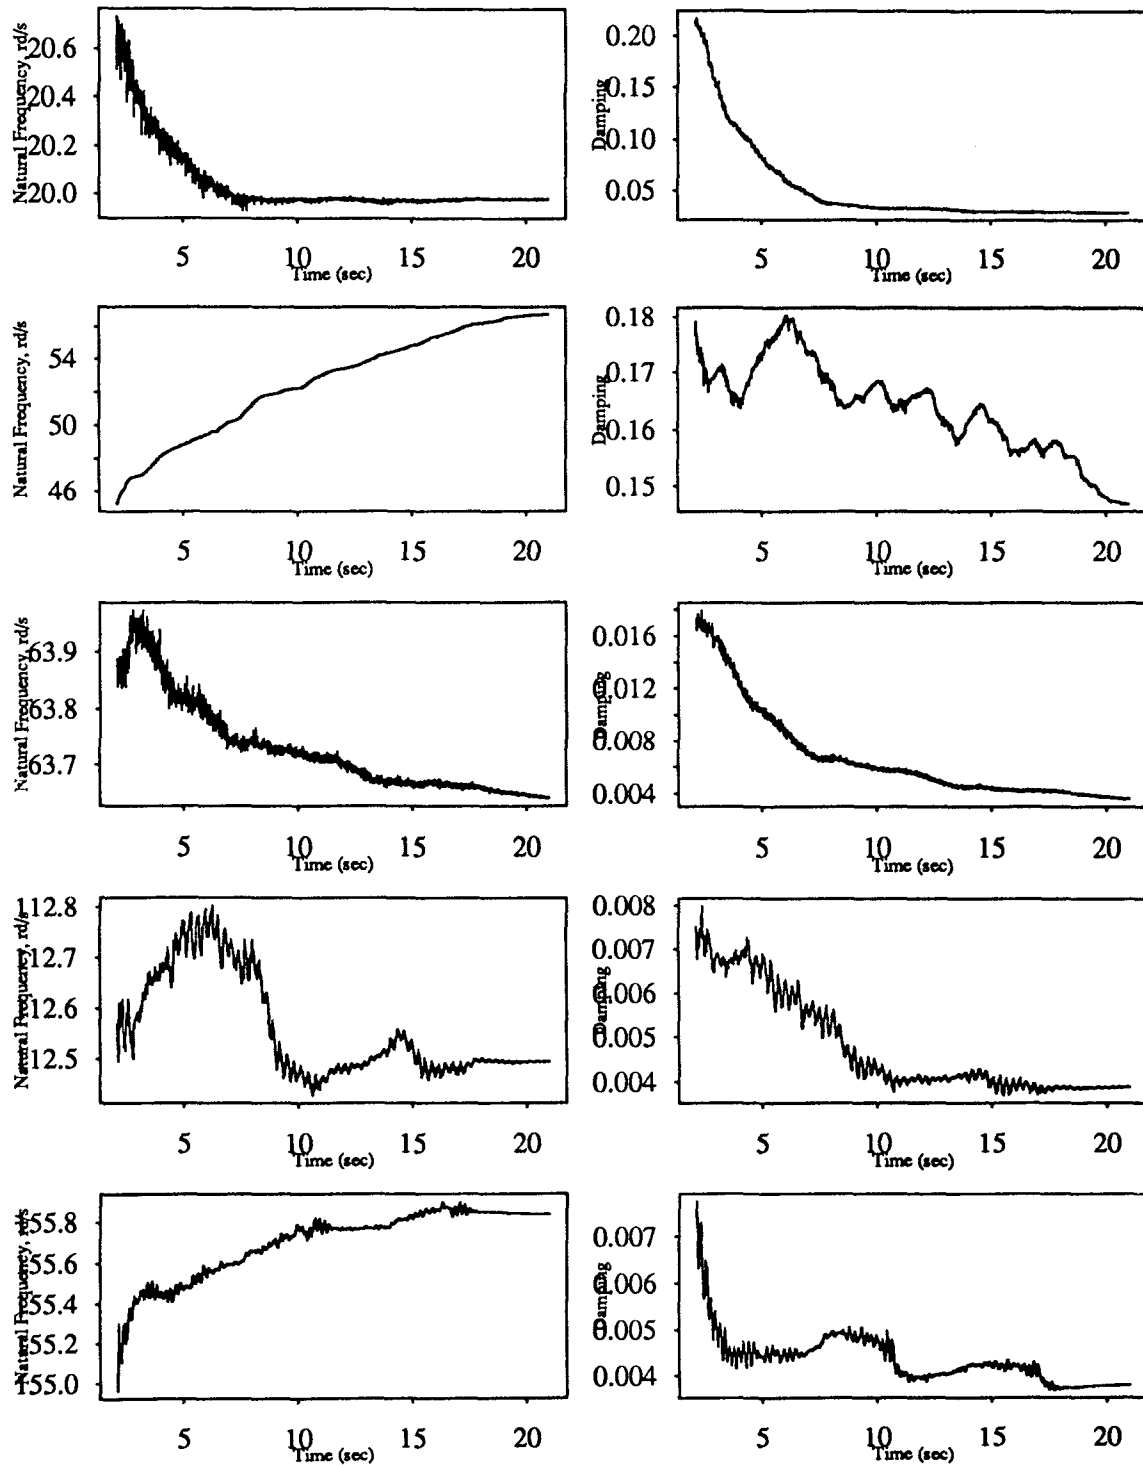 Natural Frequency, rd/s
20.6
20.4
20.2
20.0
5 10 15 20
Time (sec)
Damping
0.20
0.15
0.10
0.05
5 10 15 20
Time (sec)
Natural Frequency, rd/s
54
50
46
5 10 15 20
Time (sec)
Damping
0.18
0.17
0.16
0.15
5 10 15 20
Time (sec)
Natural Frequency, rd/s
63.9
63.8
63.7
5 10 15 20
Time (sec)
Damping
0.016
0.012
0.008
0.004
5 10 15 20
Time (sec)
Natural Frequency, rd/s
112.8
112.7
112.6
112.5
5 10 15 20
Time (sec)
Damping
0.008
0.007
0.006
0.005
0.004
5 10 15 20
Time (sec)
Natural Frequency, rd/s
155.8
155.6
155.4
155.2
155.0
5 10 15 20
Time (sec)
Damping
0.007
0.006
0.005
0.004
5 10 15 20
Time (sec)